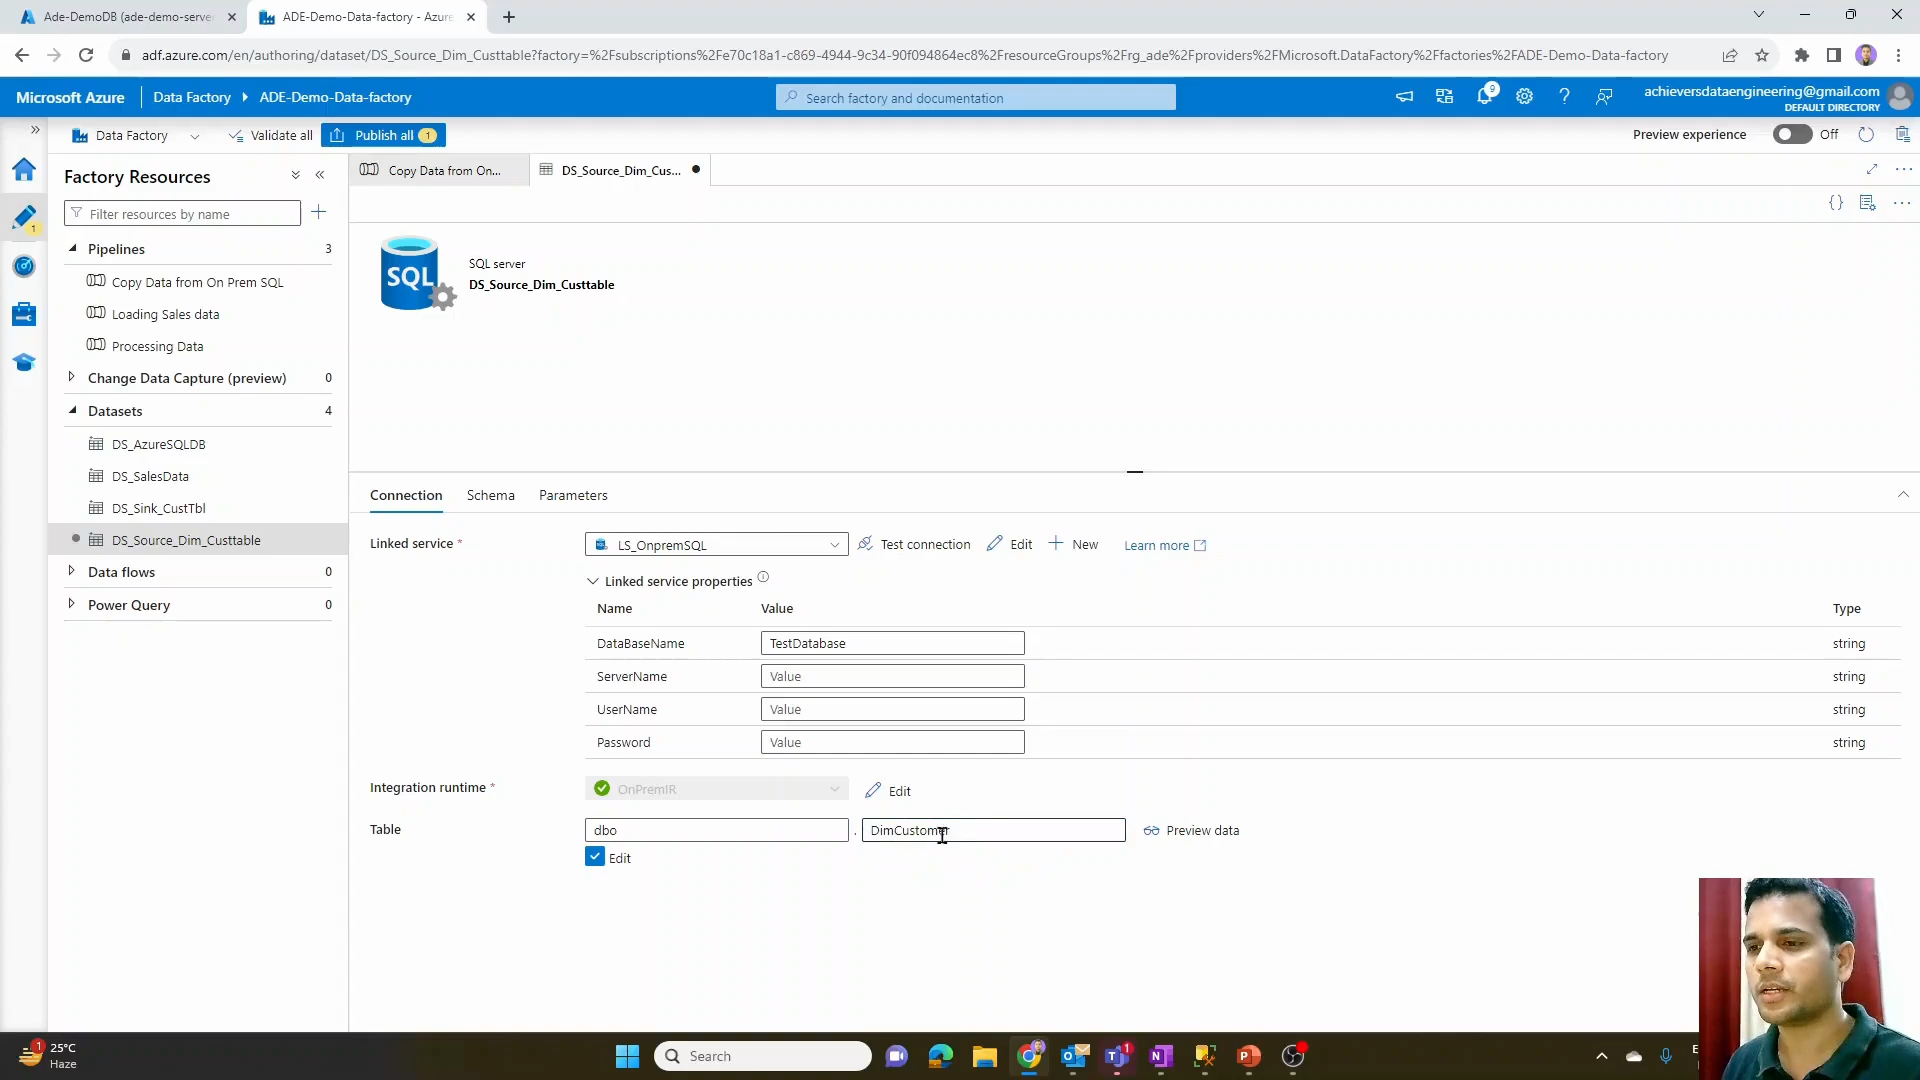 Ade-DemoDB (ade-demo-server
ADE-Demo-Data-factory - Azure
adf.azure.com/en/authoring/dataset/DS_Source_Dim_Custtable?factory=%2Fsubscriptions%2Fe70c18a1-c869-4944-9c34-90f094864ec8%2FresourceGroups%2Frg_ade%2Fproviders%2FMicrosoft.DataFactory%2Ffactories%2FADE-Demo-Data-factory
Microsoft Azure
Data Factory
ADE-Demo-Data-factory
Search factory and documentation
9
achieversdataengineering@gmail.com
DEFAULT DIRECTORY
Data Factory
Validate all
Publish all 1
Preview experience
Off
Factory Resources
Copy Data from On...
DS_Source_Dim_Cus...
Filter resources by name
1
Pipelines 3
Copy Data from On Prem SQL
Loading Sales data
Processing Data
Change Data Capture (preview) 0
Datasets 4
DS_AzureSQLDB
DS_SalesData
DS_Sink_CustTbl
DS_Source_Dim_Custtable
Data flows 0
Power Query 0
SQL
SQL server
DS_Source_Dim_Custtable
Connection Schema Parameters
Linked service *
LS_OnpremSQL
Test connection
Edit
New
Learn more
Linked service properties
Name Value Type
DataBaseName TestDatabase string
ServerName Value string
UserName Value string
Password Value string
Integration runtime *
OnPremIR
Edit
Table
dbo . DimCustomer
Preview data
Edit
1
25°C
Haze
Search
1